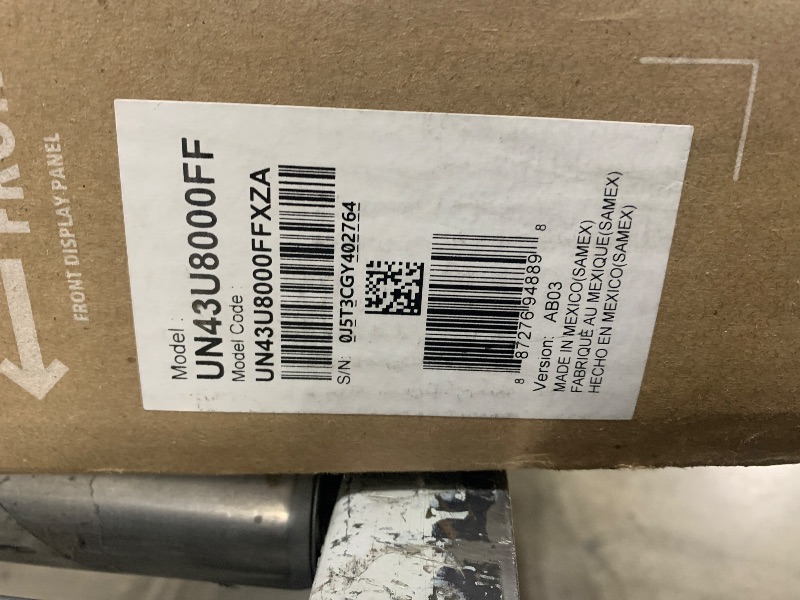 FRONT DISPLAY PANEL
Model :
UN43U8000FF
Model Code :
UN43U8000FFXZA
S/N: 0J5T3CGY402764
8 87276 94889 8
Version: AB03
MADE IN MEXICO(SAMEX)
FABRIQUÉ AU MEXIQUE(SAMEX)
HECHO EN MEXICO(SAMEX)